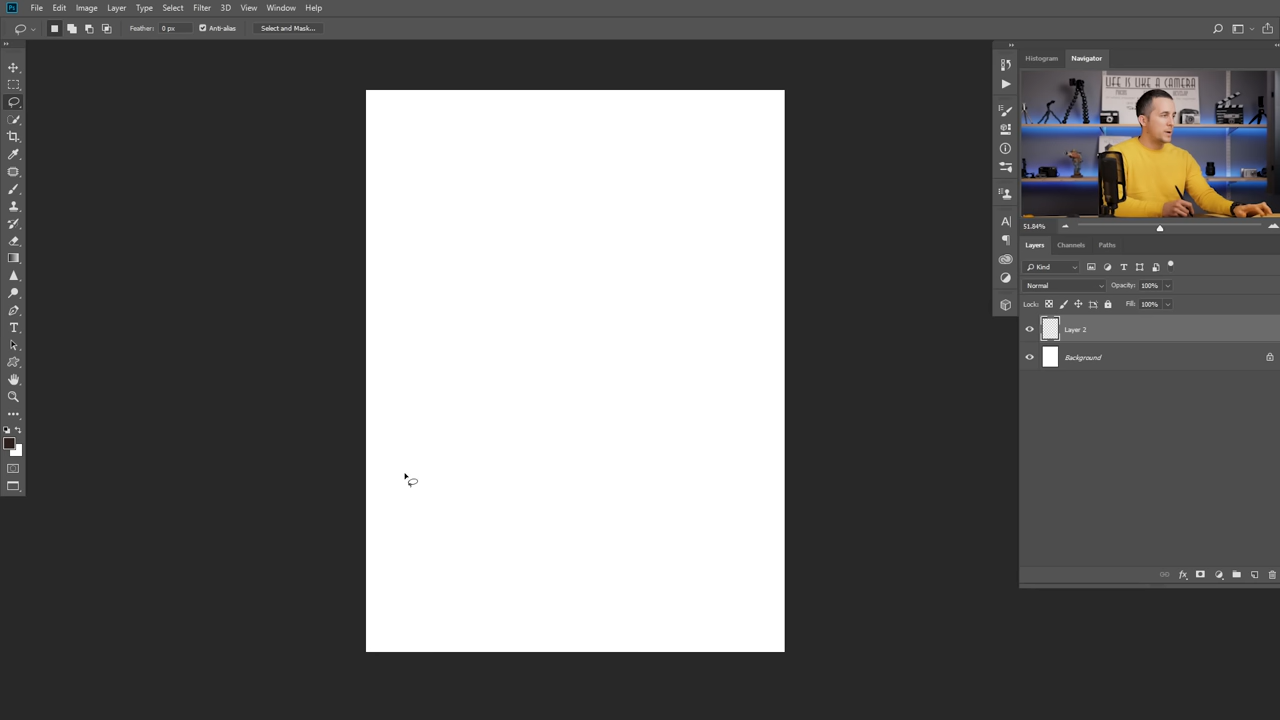 Ps File Edit Image Layer Type Select Filter 3D View Window Help
Feather: 0 px Anti-alias Select and Mask...
Histogram Navigator
LIFE IS LIKE A CAMERA
51.84%
Layers Channels Paths
Kind
Normal Opacity: 100%
Lock: Fill: 100%
Layer 2
Background